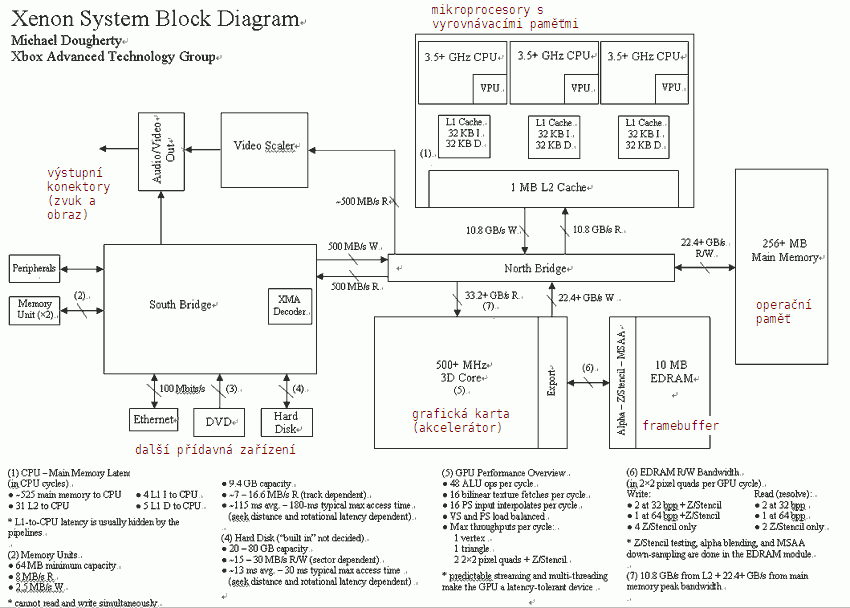 Xenon System Block Diagram
Michael Dougherty
Xbox Advanced Technology Group
mikroprocesory s
vyrovnávacími paměťmi
3.5+ GHz CPU
VPU
3.5+ GHz CPU
VPU
3.5+ GHz CPU
VPU
L1 Cache
32 KB I
32 KB D
L1 Cache
32 KB I
32 KB D
L1 Cache
32 KB I
32 KB D
(1)
1 MB L2 Cache
Audio/Video
Out
Video Scaler
výstupní
konektory
(zvuk a
obraz)
~500 MB/s R
10.8 GB/s W
10.8 GB/s R
22.4+ GB/s
R/W
256+ MB
Main Memory
operační
paměť
500 MB/s W
500 MB/s R
North Bridge
Peripherals
Memory
Unit (×2)
(2)
South Bridge
XMA
Decoder
33.2+ GB/s R
(7)
22.4+ GB/s W
500+ MHz
3D Core
(5)
Export
grafická karta
(akcelerátor)
(6)
Alpha – Z/Stencil – MSAA
10 MB
EDRAM
framebuffer
100 Mbits/s
(3)
(4)
Ethernet
DVD
Hard
Disk
další přídavná zařízení
(1) CPU – Main Memory Laten
(in CPU cycles)
● ~525 main memory to CPU
● 4 L1 I to CPU
● 31 L2 to CPU
● 5 L1 D to CPU
* L1-to-CPU latency is usually hidden by the
pipelines.
(2) Memory Units
● 64 MB minimum capacity
● 8 MB/s R
● 2.5 MB/s W
* cannot read and write simultaneously
● 9.4 GB capacity
● ~7 – 16.6 MB/s R (track dependent)
● ~115 ms avg. – 180-ms typical max access time
(seek distance and rotational latency dependent)
(4) Hard Disk ("built in" not decided)
● 20 – 80 GB capacity
● ~15 – 30 MB/s R/W (sector dependent)
● ~13 ms avg. – 30 ms typical max access time
(seek distance and rotational latency dependent)
(5) GPU Performance Overview
● 48 ALU ops per cycle
● 16 bilinear texture fetches per cycle
● 16 PS input interpolates per cycle
● VS and PS load balanced
● Max throughputs per cycle:
1 vertex
1 triangle
2 2×2 pixel quads + Z/Stencil
* predictable streaming and multi-threading
make the GPU a latency-tolerant device
(6) EDRAM R/W Bandwidth
(in 2×2 pixel quads per GPU cycle)
Write:
Read (resolve):
● 2 at 32 bpp + Z/Stencil
● 2 at 32 bpp
● 1 at 64 bpp +Z/Stencil
● 1 at 64 bpp
● 4 Z/Stencil only
● 2 Z/Stencil only
* Z/Stencil testing, alpha blending, and MSAA
down-sampling are done in the EDRAM module
(7) 10.8 GB/s from L2 + 22.4+ GB/s from main
memory peak bandwidth